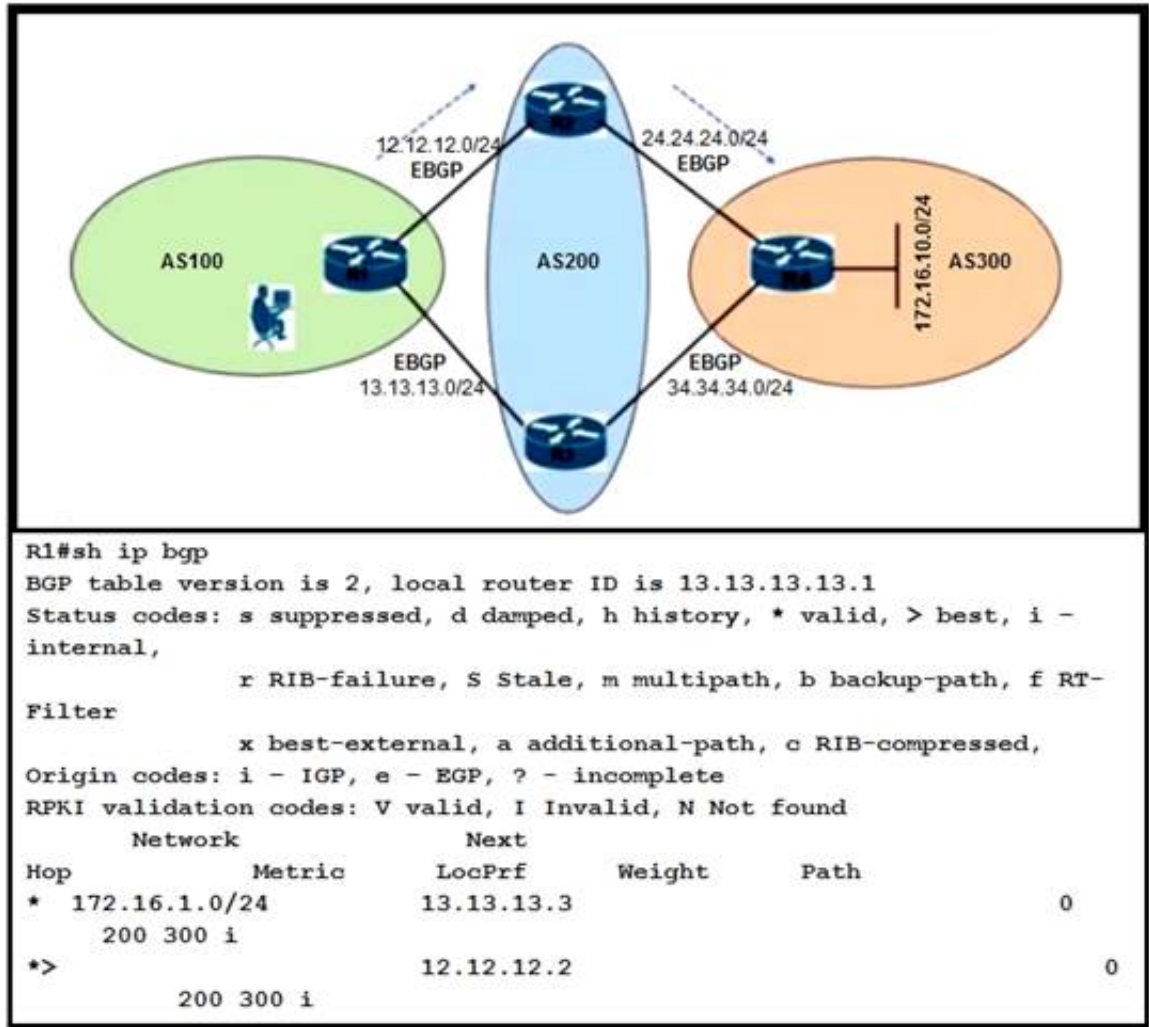 R2
12.12.12.0/24
EBGP
24.24.24.0/24
EBGP
AS100
R1
AS200
R4
172.16.10.0/24
AS300
EBGP
13.13.13.0/24
EBGP
34.34.34.0/24
R3
R1#sh ip bgp
BGP table version is 2, local router ID is 13.13.13.13.1
Status codes: s suppressed, d damped, h history, * valid, > best, i -
internal,
r RIB-failure, S Stale, m multipath, b backup-path, f RT-
Filter
x best-external, a additional-path, c RIB-compressed,
Origin codes: i - IGP, e - EGP, ? - incomplete
RPKI validation codes: V valid, I Invalid, N Not found
Network Next
Hop Metric LocPrf Weight Path
* 172.16.1.0/24 13.13.13.3 0
200 300 i
*> 12.12.12.2 0
200 300 i